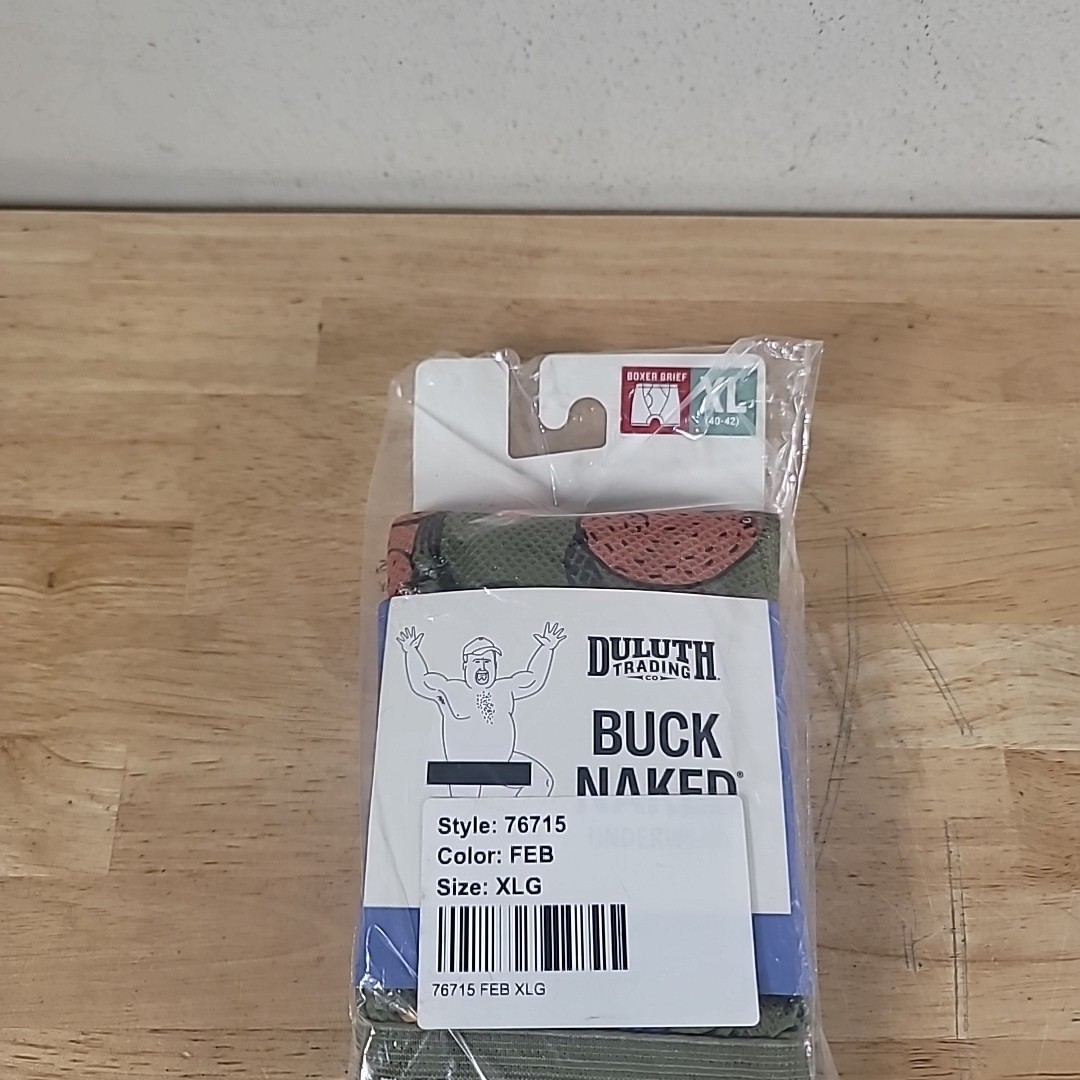 BOXER BRIEF
XL
(40-42)
DULUTH
TRADING
CO
BUCK
NAKED®
UNDERWEAR
Style: 76715
Color: FEB
Size: XLG
76715 FEB XLG